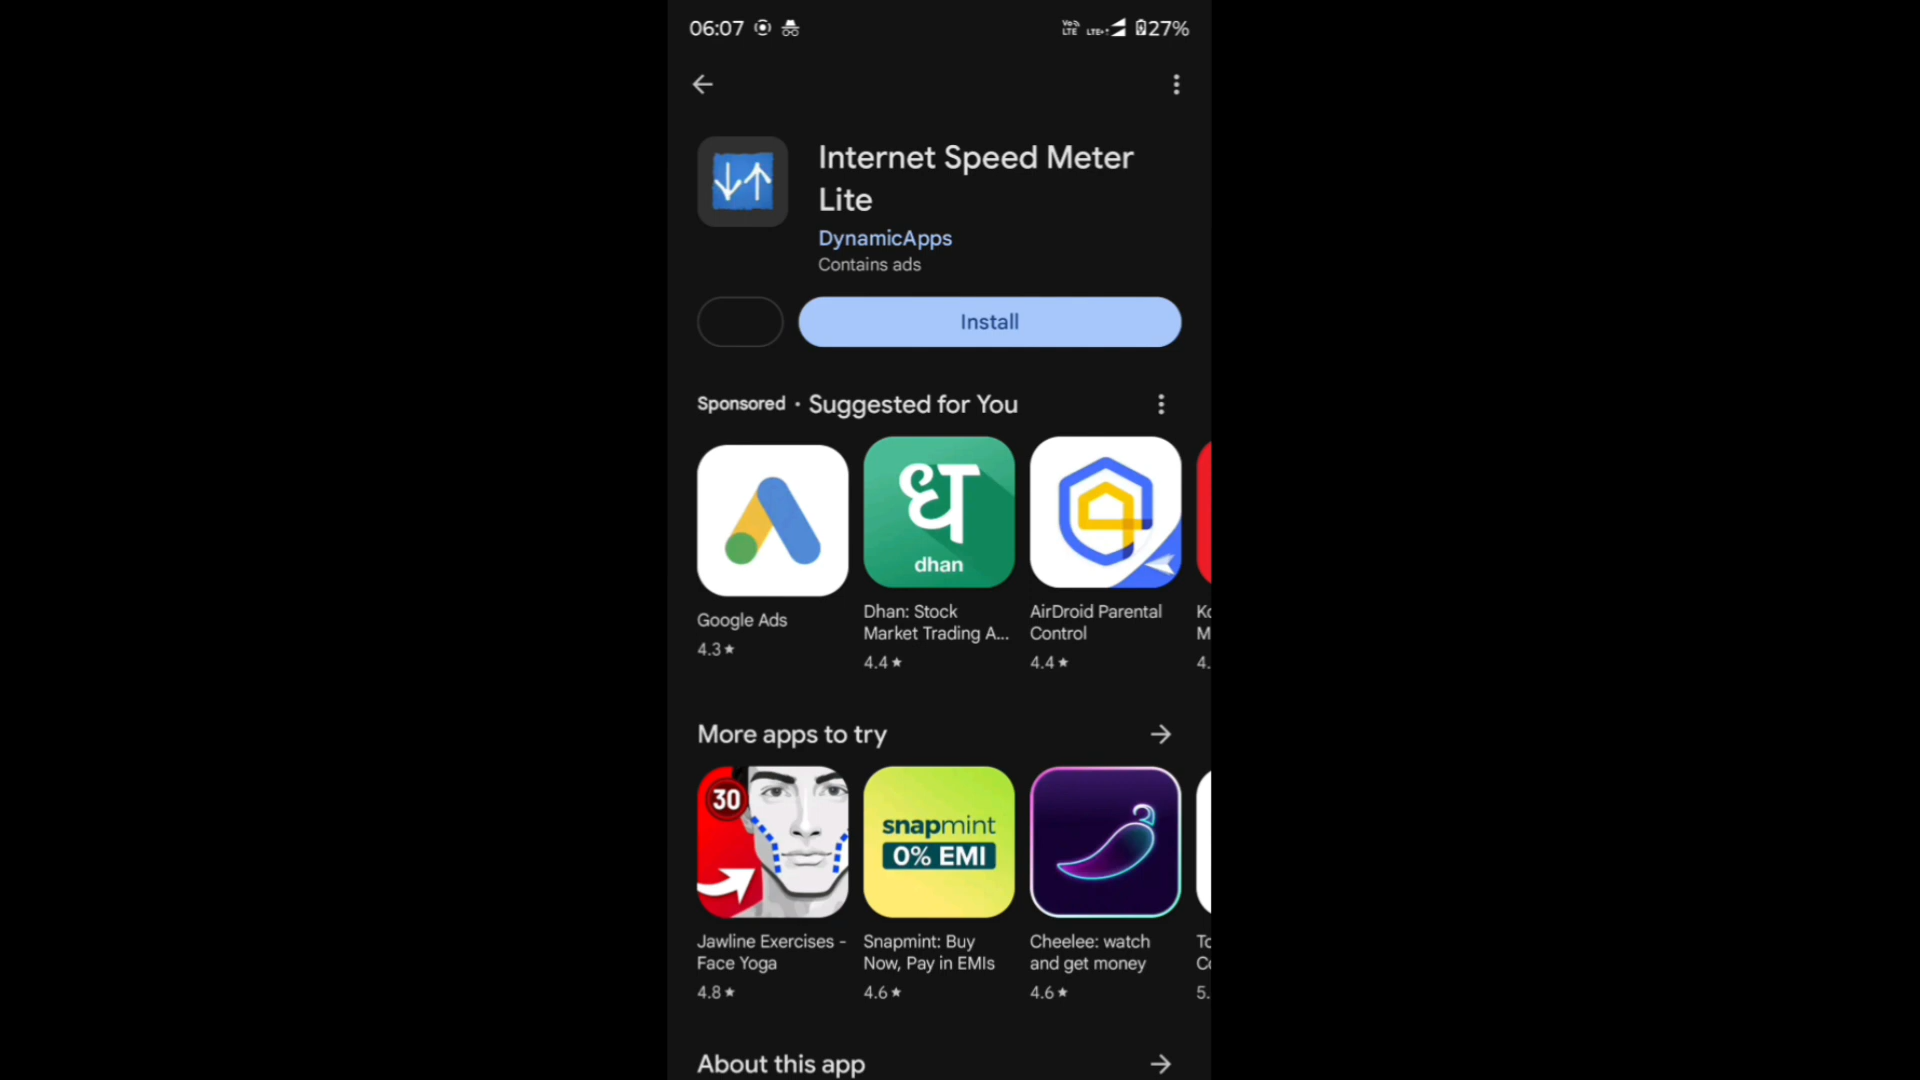 06:07
Vo
LTE LTE+ 27%
Internet Speed Meter
Lite
DynamicApps
Contains ads
Install
Sponsored · Suggested for You
ध
dhan
Google Ads
4.3★
Dhan: Stock
Market Trading A...
4.4★
AirDroid Parental
Control
4.4★
More apps to try
30
snapmint
0% EMI
Jawline Exercises -
Face Yoga
4.8★
Snapmint: Buy
Now, Pay in EMIs
4.6★
Cheelee: watch
and get money
4.6★
About this app